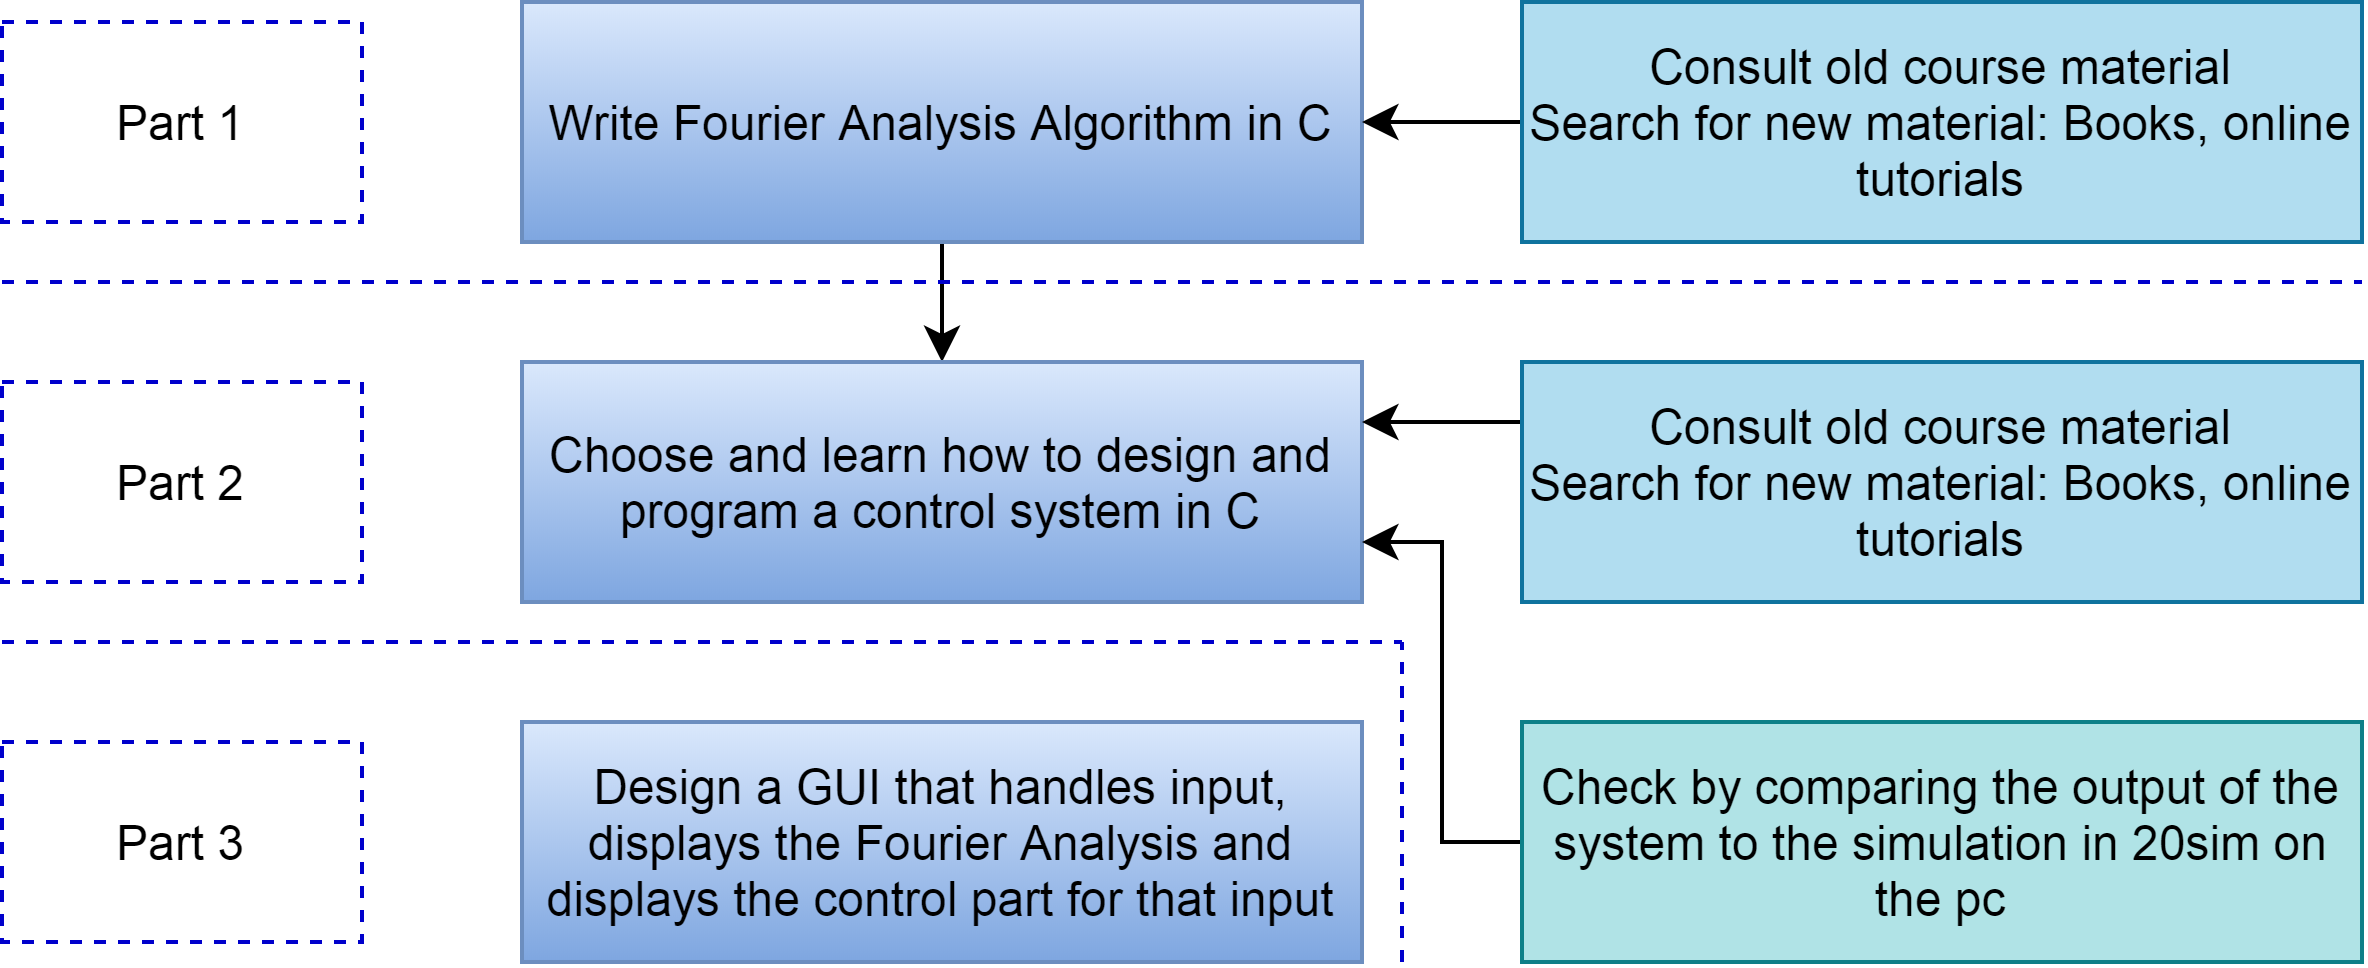 Part 1
Write Fourier Analysis Algorithm in C
Consult old course material
Search for new material: Books, online
tutorials
Part 2
Choose and learn how to design and
program a control system in C
Consult old course material
Search for new material: Books, online
tutorials
Part 3
Design a GUI that handles input,
displays the Fourier Analysis and
displays the control part for that input
Check by comparing the output of the
system to the simulation in 20sim on
the pc